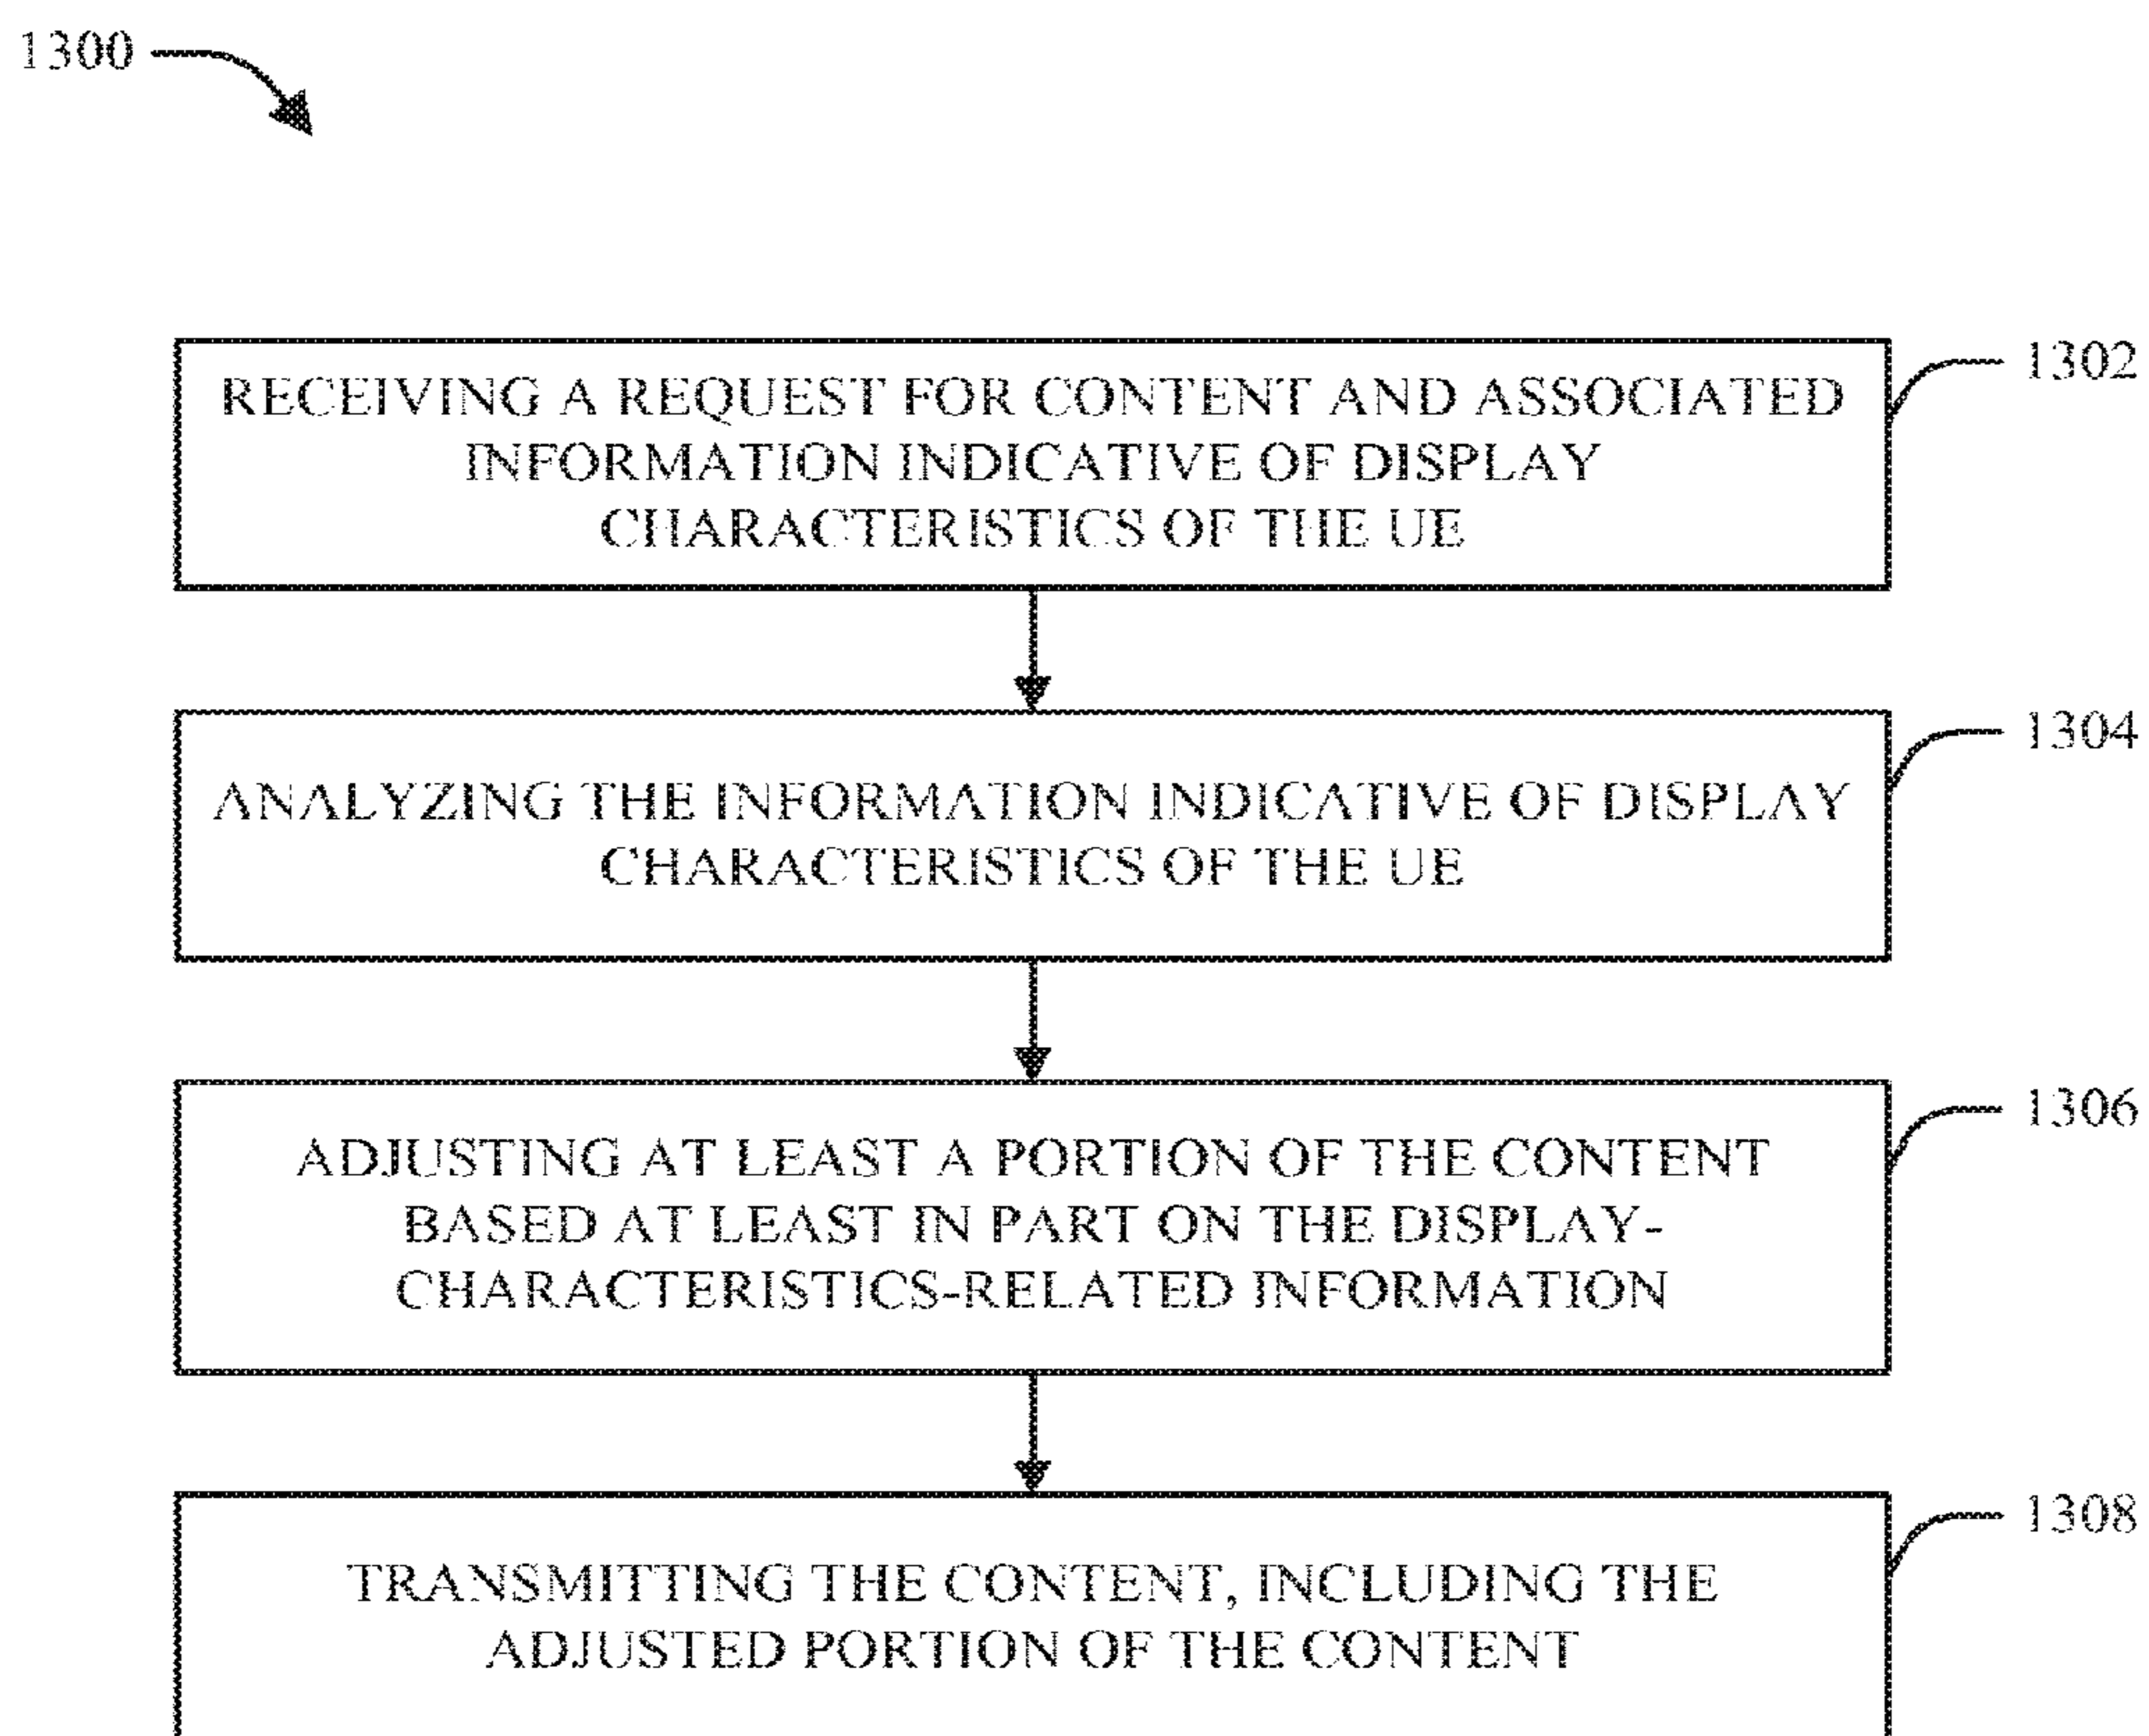 1300
1302
RECEIVING A REQUEST FOR CONTENT AND ASSOCIATED
INFORMATION INDICATIVE OF DISPLAY
CHARACTERISTICS OF THE UE
1304
ANALYZING THE INFORMATION INDICATIVE OF DISPLAY
CHARACTERISTICS OF THE UE
1306
ADJUSTING AT LEAST A PORTION OF THE CONTENT
BASED AT LEAST IN PART ON THE DISPLAY-
CHARACTERISTICS-RELATED INFORMATION
1308
TRANSMITTING THE CONTENT, INCLUDING THE
ADJUSTED PORTION OF THE CONTENT